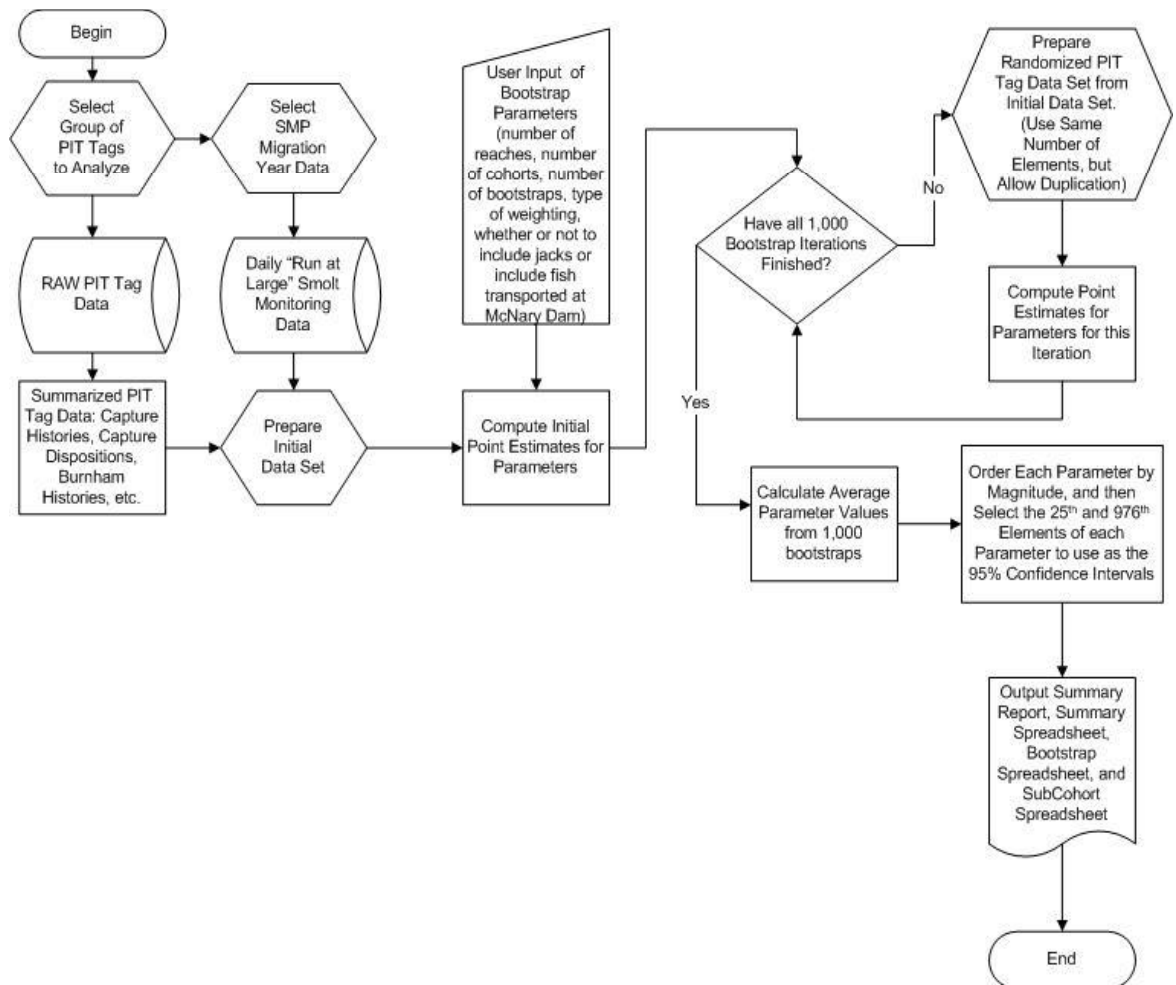 Begin
Select
Group of
PIT Tags
to Analyze
Select
SMP
Migration
Year Data
RAW PIT Tag
Data
Daily “Run at
Large” Smolt
Monitoring
Data
Summarized PIT
Tag Data: Capture
Histories, Capture
Dispositions,
Burnham
Histories, etc.
Prepare
Initial
Data Set
User Input of
Bootstrap
Parameters
(number of
reaches, number
of cohorts, number
of bootstraps, type
of weighting,
whether or not to
include jacks or
include fish
transported at
McNary Dam)
Compute Initial
Point Estimates for
Parameters
Have all 1,000
Bootstrap Iterations
Finished?
No
Prepare
Randomized PIT
Tag Data Set from
Initial Data Set.
(Use Same
Number of
Elements, but
Allow Duplication)
Compute Point
Estimates for
Parameters for this
Iteration
Yes
Calculate Average
Parameter Values
from 1,000
bootstraps
Order Each Parameter by
Magnitude, and then
Select the 25th and 976th
Elements of each
Parameter to use as the
95% Confidence Intervals
Output Summary
Report, Summary
Spreadsheet,
Bootstrap
Spreadsheet, and
SubCohort
Spreadsheet
End